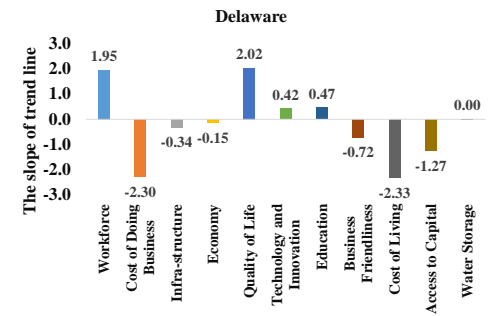 Delaware
The slope of trend line
3.0
2.0
1.0
0.0
-1.0
-2.0
-3.0
1.95
-2.30
-0.34
-0.15
2.02
0.42
0.47
-0.72
-2.33
-1.27
0.00
Workforce
Cost of Doing
Business
Infra-structure
Economy
Quality of Life
Technology and
Innovation
Education
Business
Friendliness
Cost of Living
Access to Capital
Water Storage